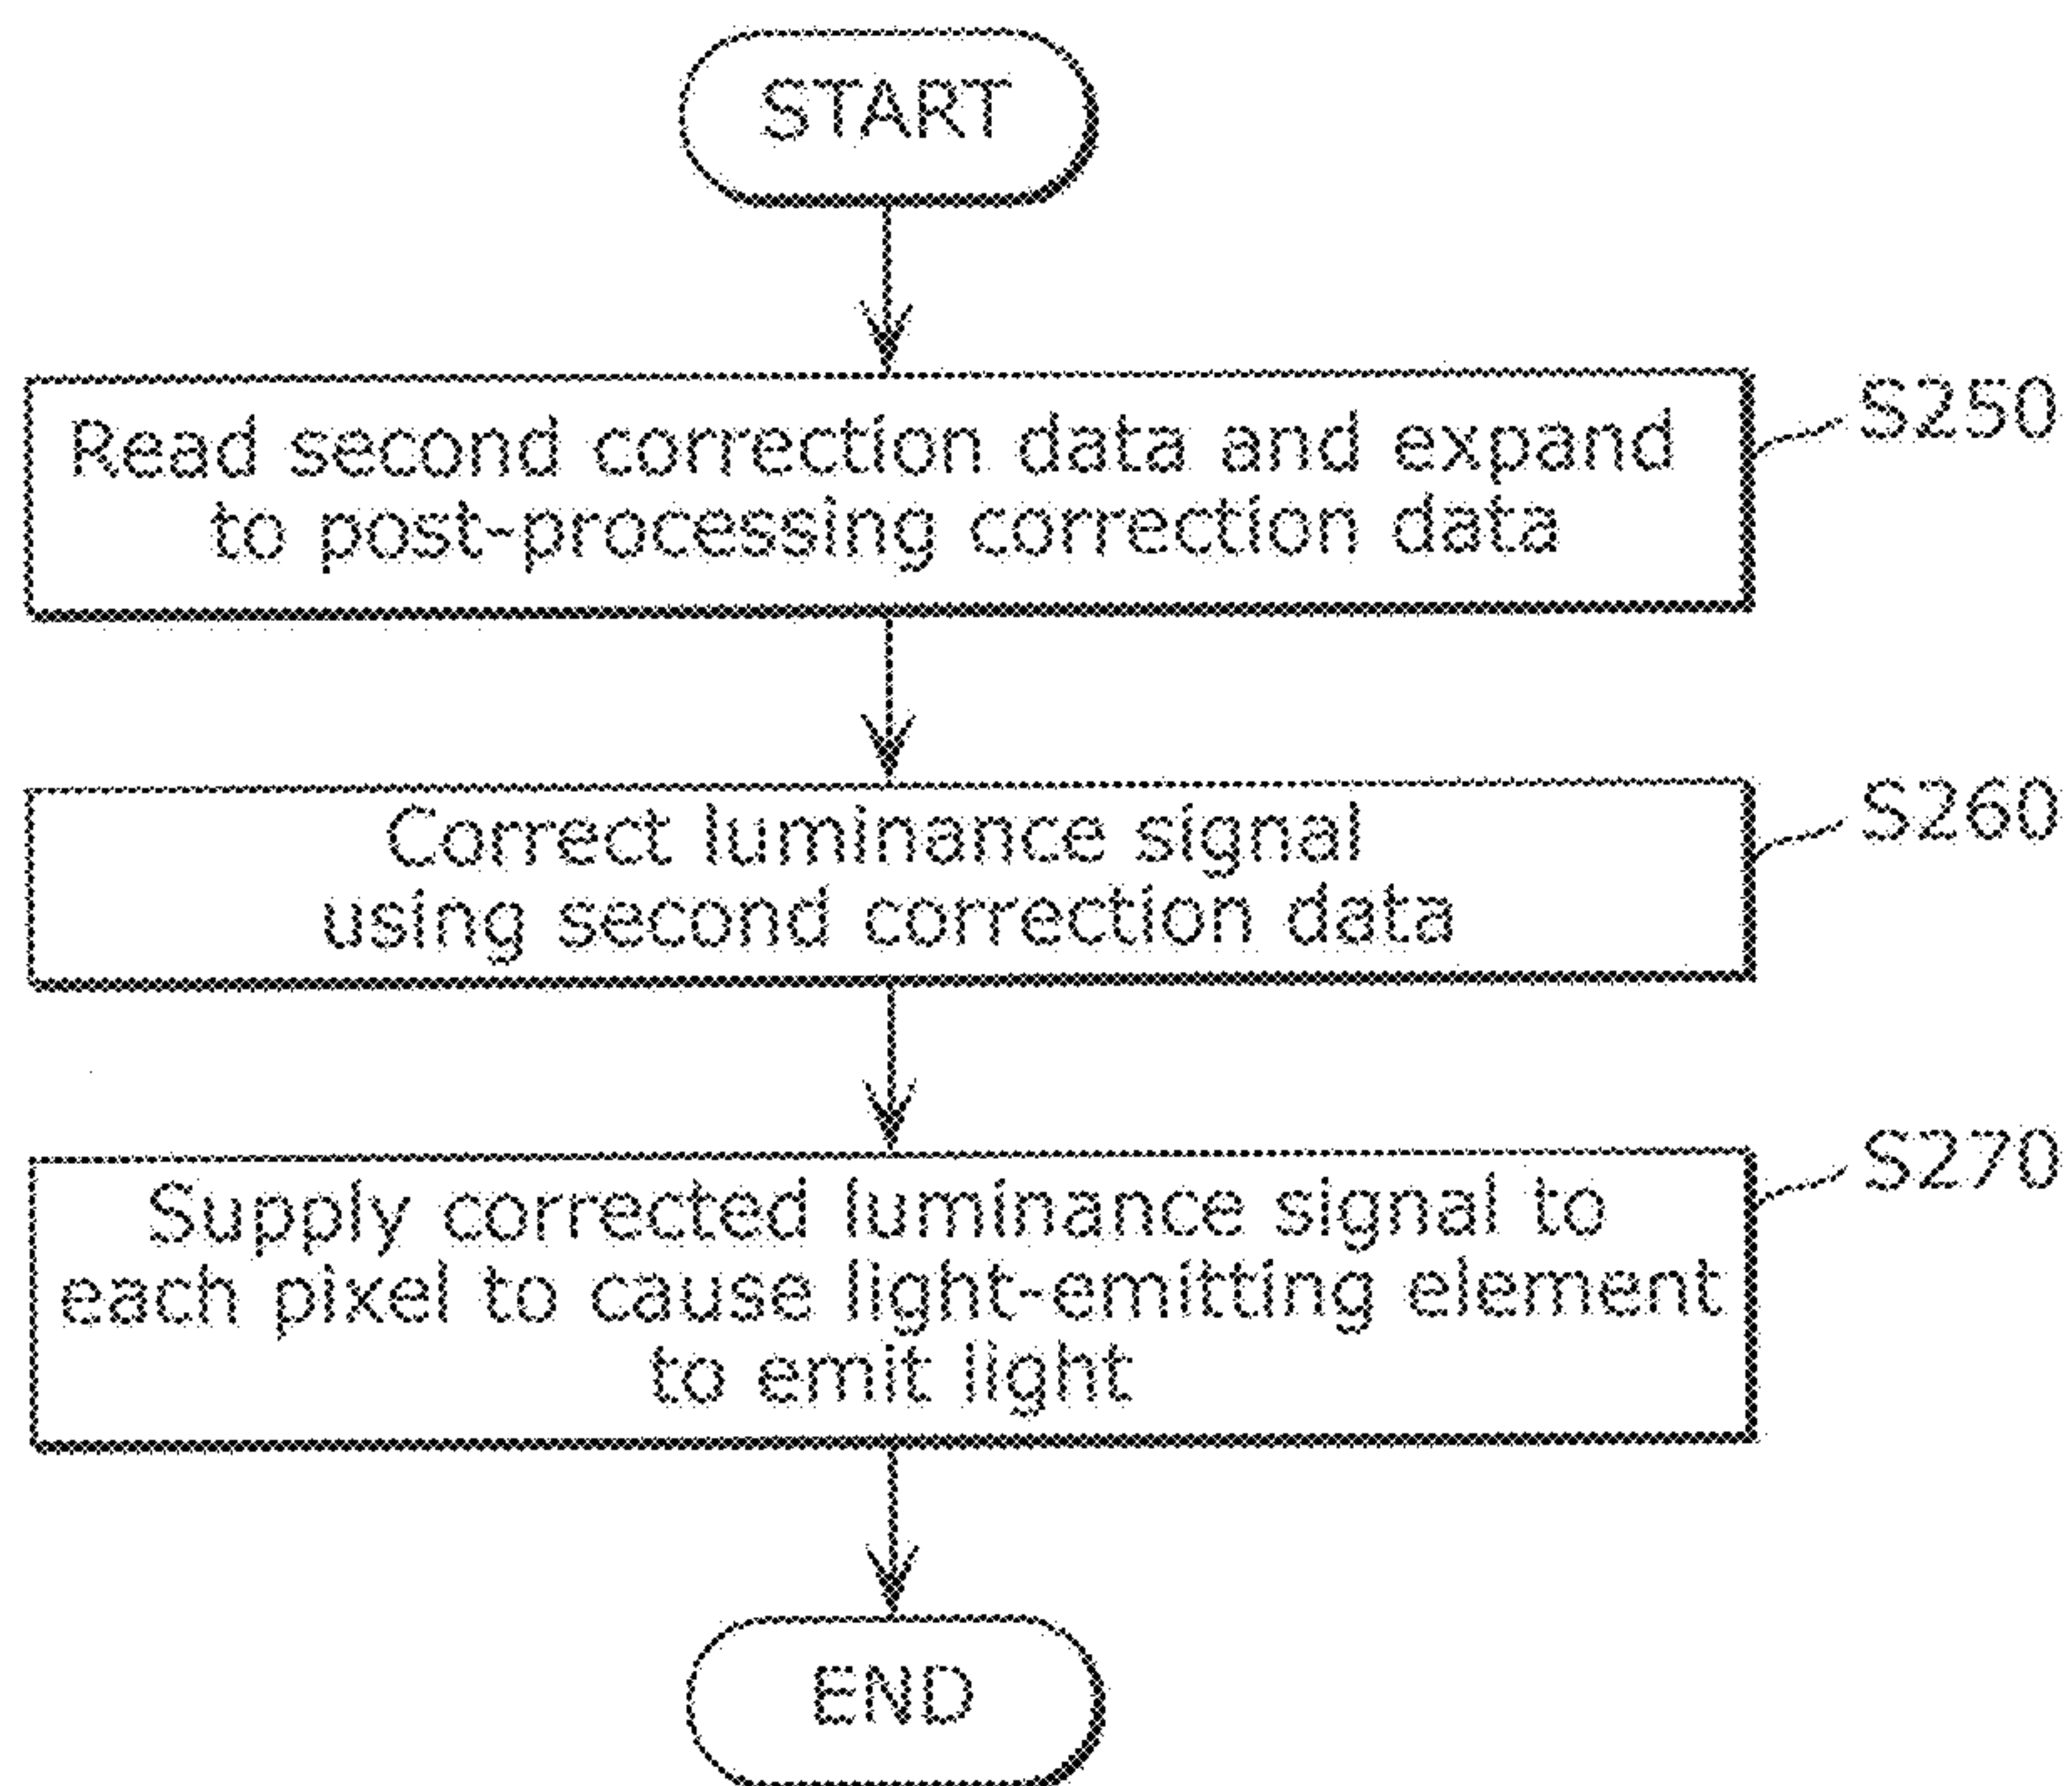 START
Read second correction data and expand
to post-processing correction data
S250
Correct luminance signal
using second correction data
S260
Supply corrected luminance signal to
each pixel to cause light-emitting element
to emit light
S270
END